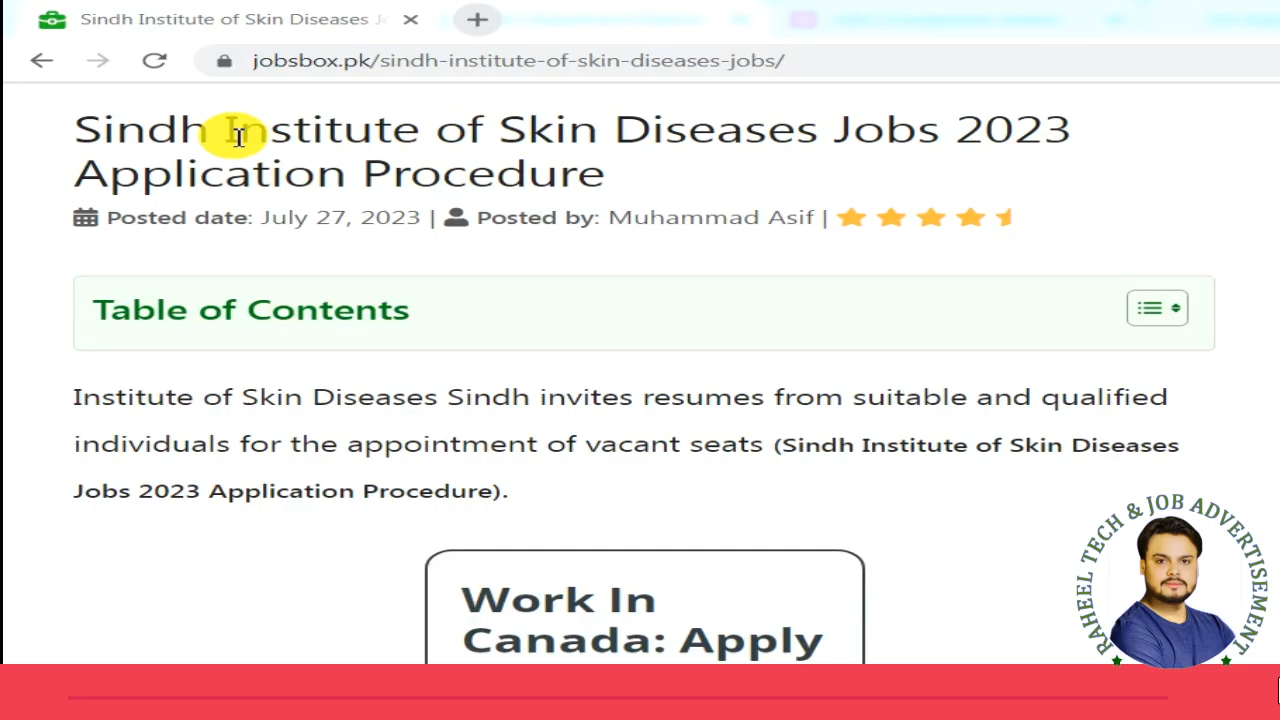 Sindh Institute of Skin Diseases J
jobsbox.pk/sindh-institute-of-skin-diseases-jobs/
Sindh Institute of Skin Diseases Jobs 2023
Application Procedure
Posted date: July 27, 2023 | Posted by: Muhammad Asif |
Table of Contents
Institute of Skin Diseases Sindh invites resumes from suitable and qualified
individuals for the appointment of vacant seats (Sindh Institute of Skin Diseases
Jobs 2023 Application Procedure).
Work In
Canada: Apply
RAHEEL TECH & JOB ADVERTISEMENT